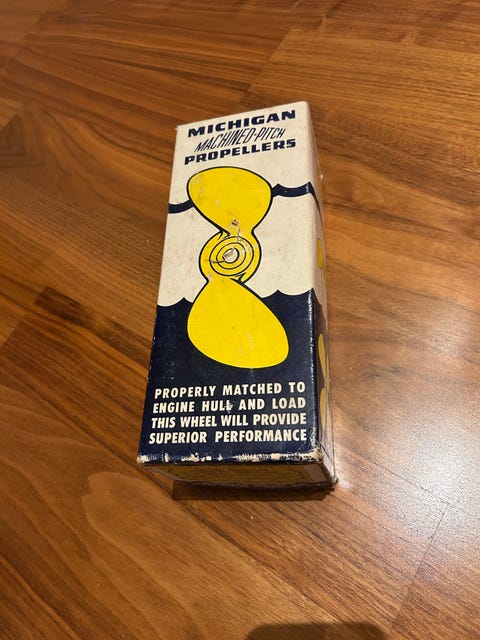 MICHIGAN
MACHINED-PITCH
PROPELLERS
PROPERLY MATCHED TO
ENGINE HULL AND LOAD
THIS WHEEL WILL PROVIDE
SUPERIOR PERFORMANCE